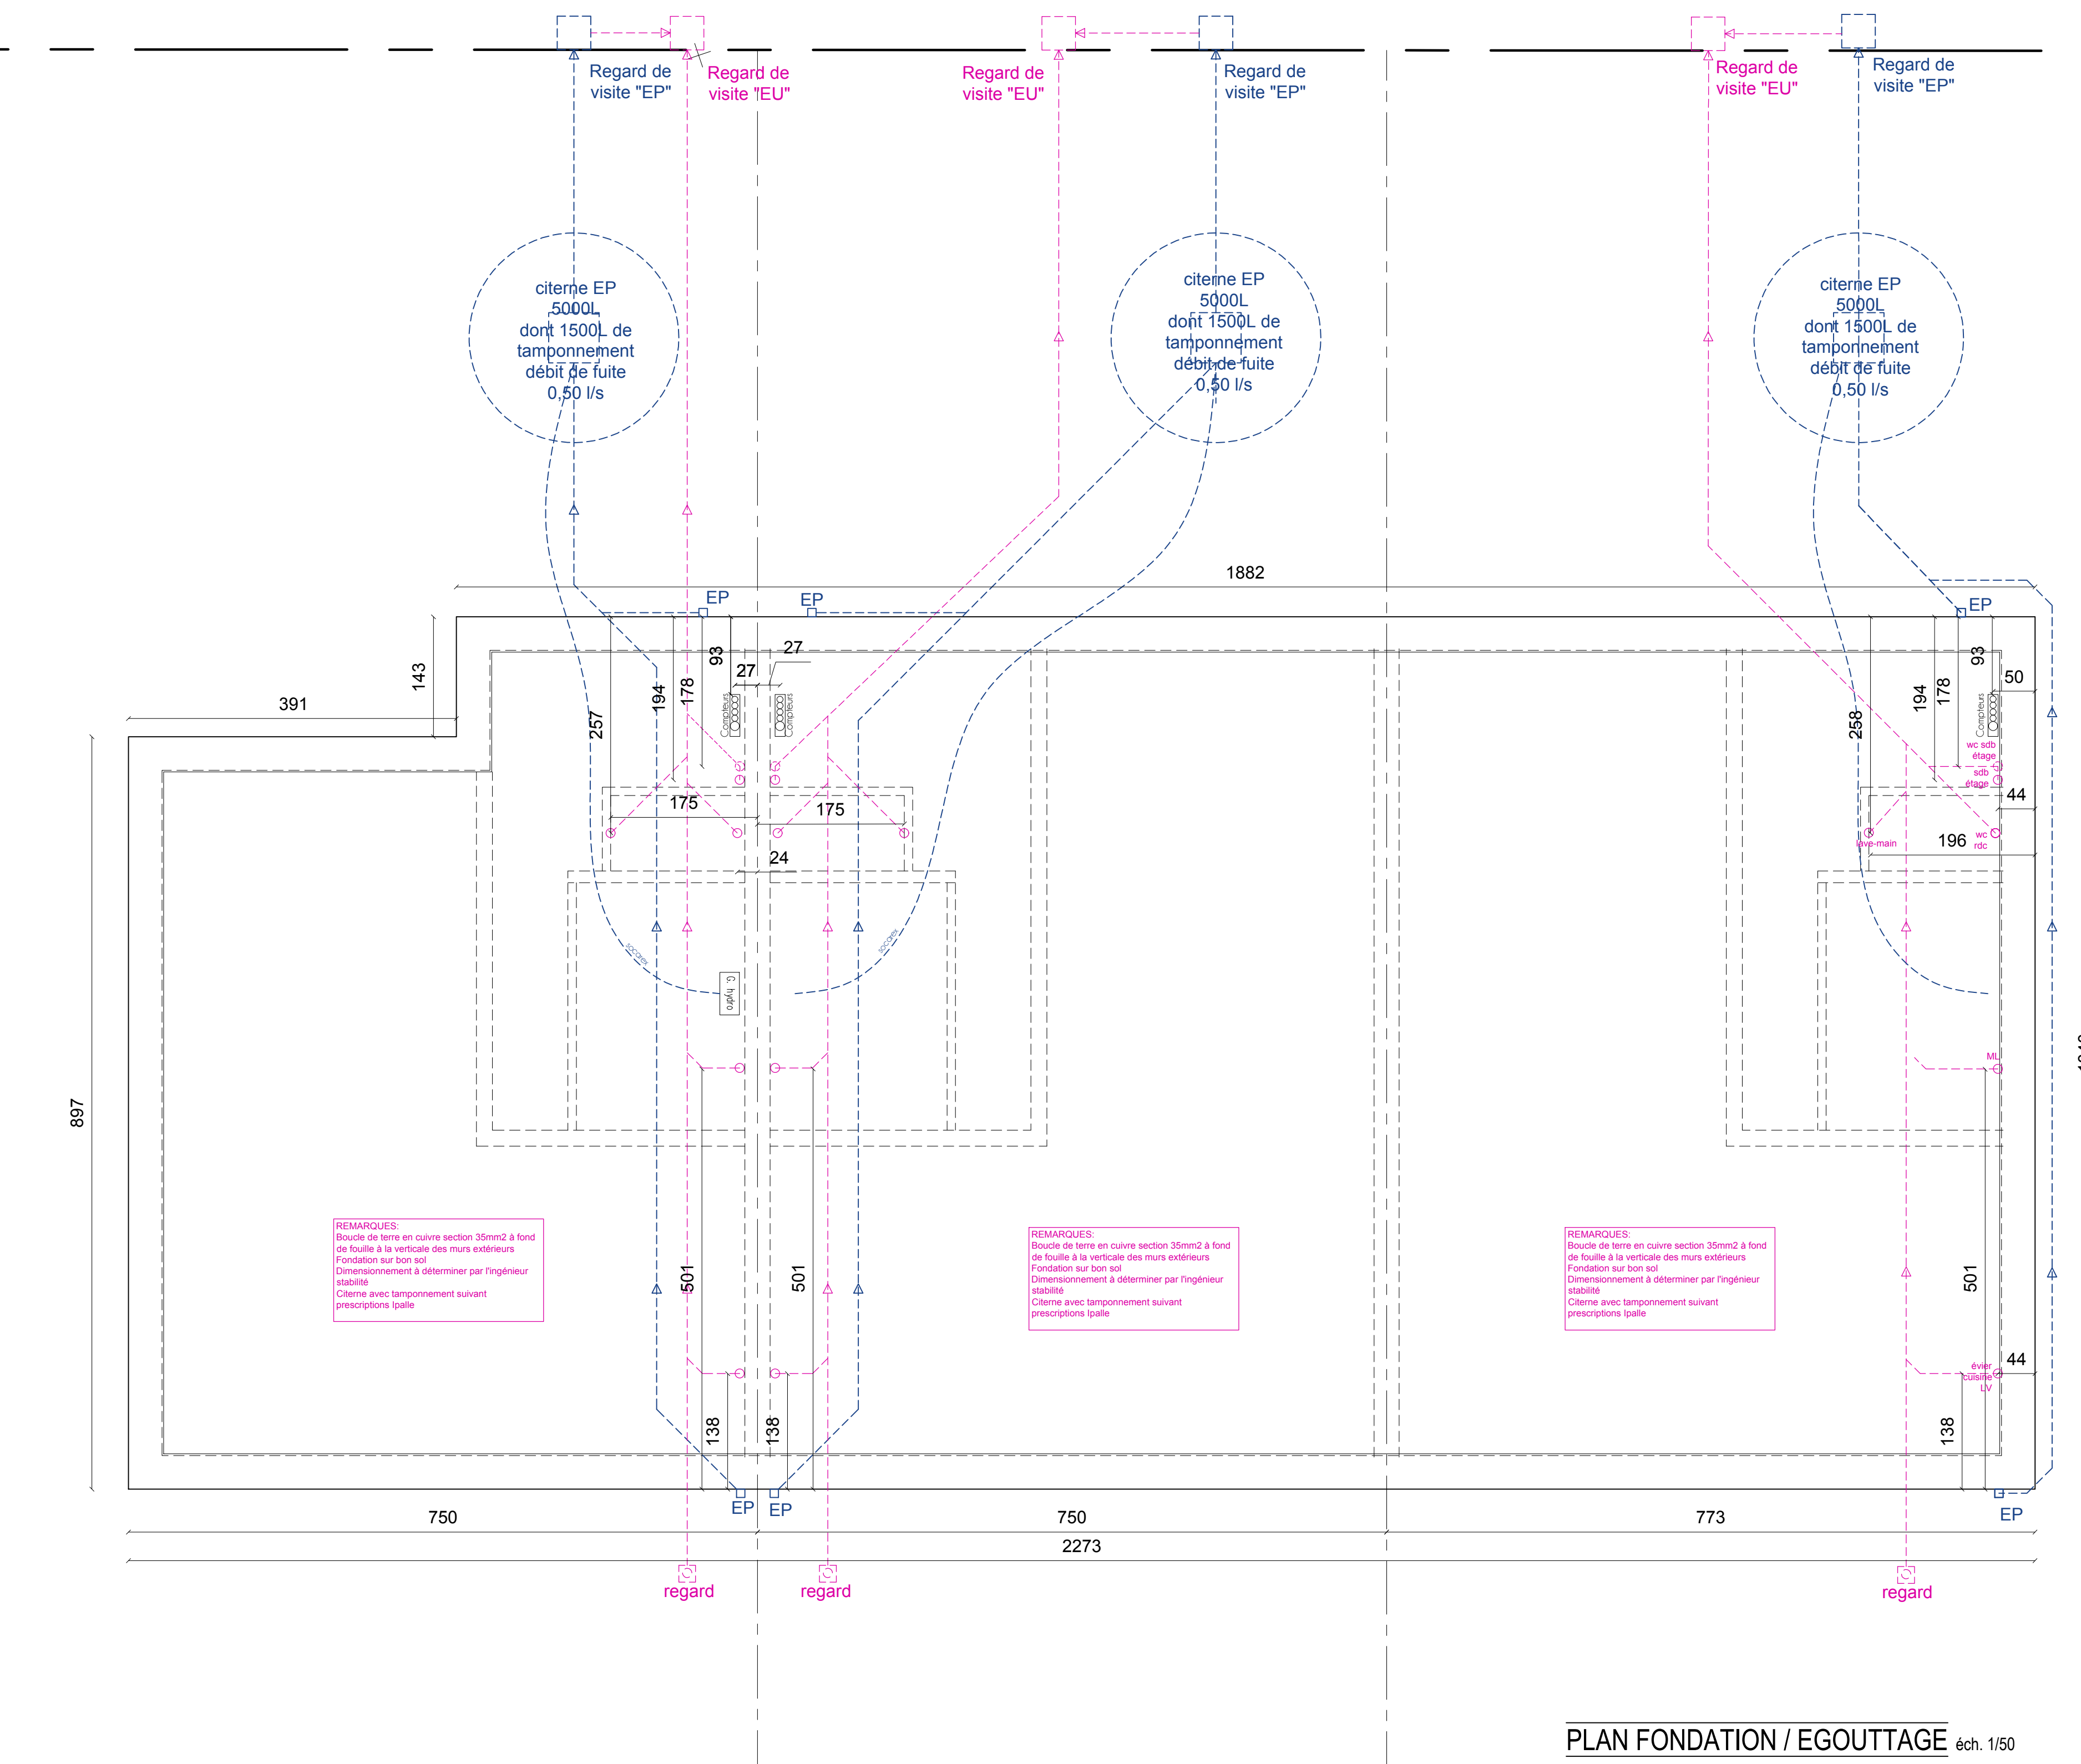 Regard de
visite "EP"
Regard de
visite "EU"
Regard de
visite "EU"
Regard de
visite "EP"
Regard de
visite "EU"
Regard de
visite "EP"
citerne EP
5000L
dont 1500L de
tamponnement
débit de fuite
0,50 l/s
citerne EP
5000L
dont 1500L de
tamponnement
débit de fuite
0,50 l/s
citerne EP
5000L
dont 1500L de
tamponnement
débit de fuite
0,50 l/s
1882
EP
EP
EP
143
391
257
194
178
93
27
27
Compteurs
Compteurs
175
175
24
258
194
178
93
50
Compteurs
wc sdb
étage
sdb
étage
44
wc
rdc
lave-main
196
socarex
socarex
G. hydro
ML
897
REMARQUES:
Boucle de terre en cuivre section 35mm2 à fond
de fouille à la verticale des murs extérieurs
Fondation sur bon sol
Dimensionnement à déterminer par l'ingénieur
stabilité
Citerne avec tamponnement suivant
prescriptions Ipalle
REMARQUES:
Boucle de terre en cuivre section 35mm2 à fond
de fouille à la verticale des murs extérieurs
Fondation sur bon sol
Dimensionnement à déterminer par l'ingénieur
stabilité
Citerne avec tamponnement suivant
prescriptions Ipalle
REMARQUES:
Boucle de terre en cuivre section 35mm2 à fond
de fouille à la verticale des murs extérieurs
Fondation sur bon sol
Dimensionnement à déterminer par l'ingénieur
stabilité
Citerne avec tamponnement suivant
prescriptions Ipalle
501
501
501
évier
cuisine
LV
44
138
138
138
EP
EP
EP
750
750
773
2273
regard
regard
regard
PLAN FONDATION / EGOUTTAGE éch. 1/50